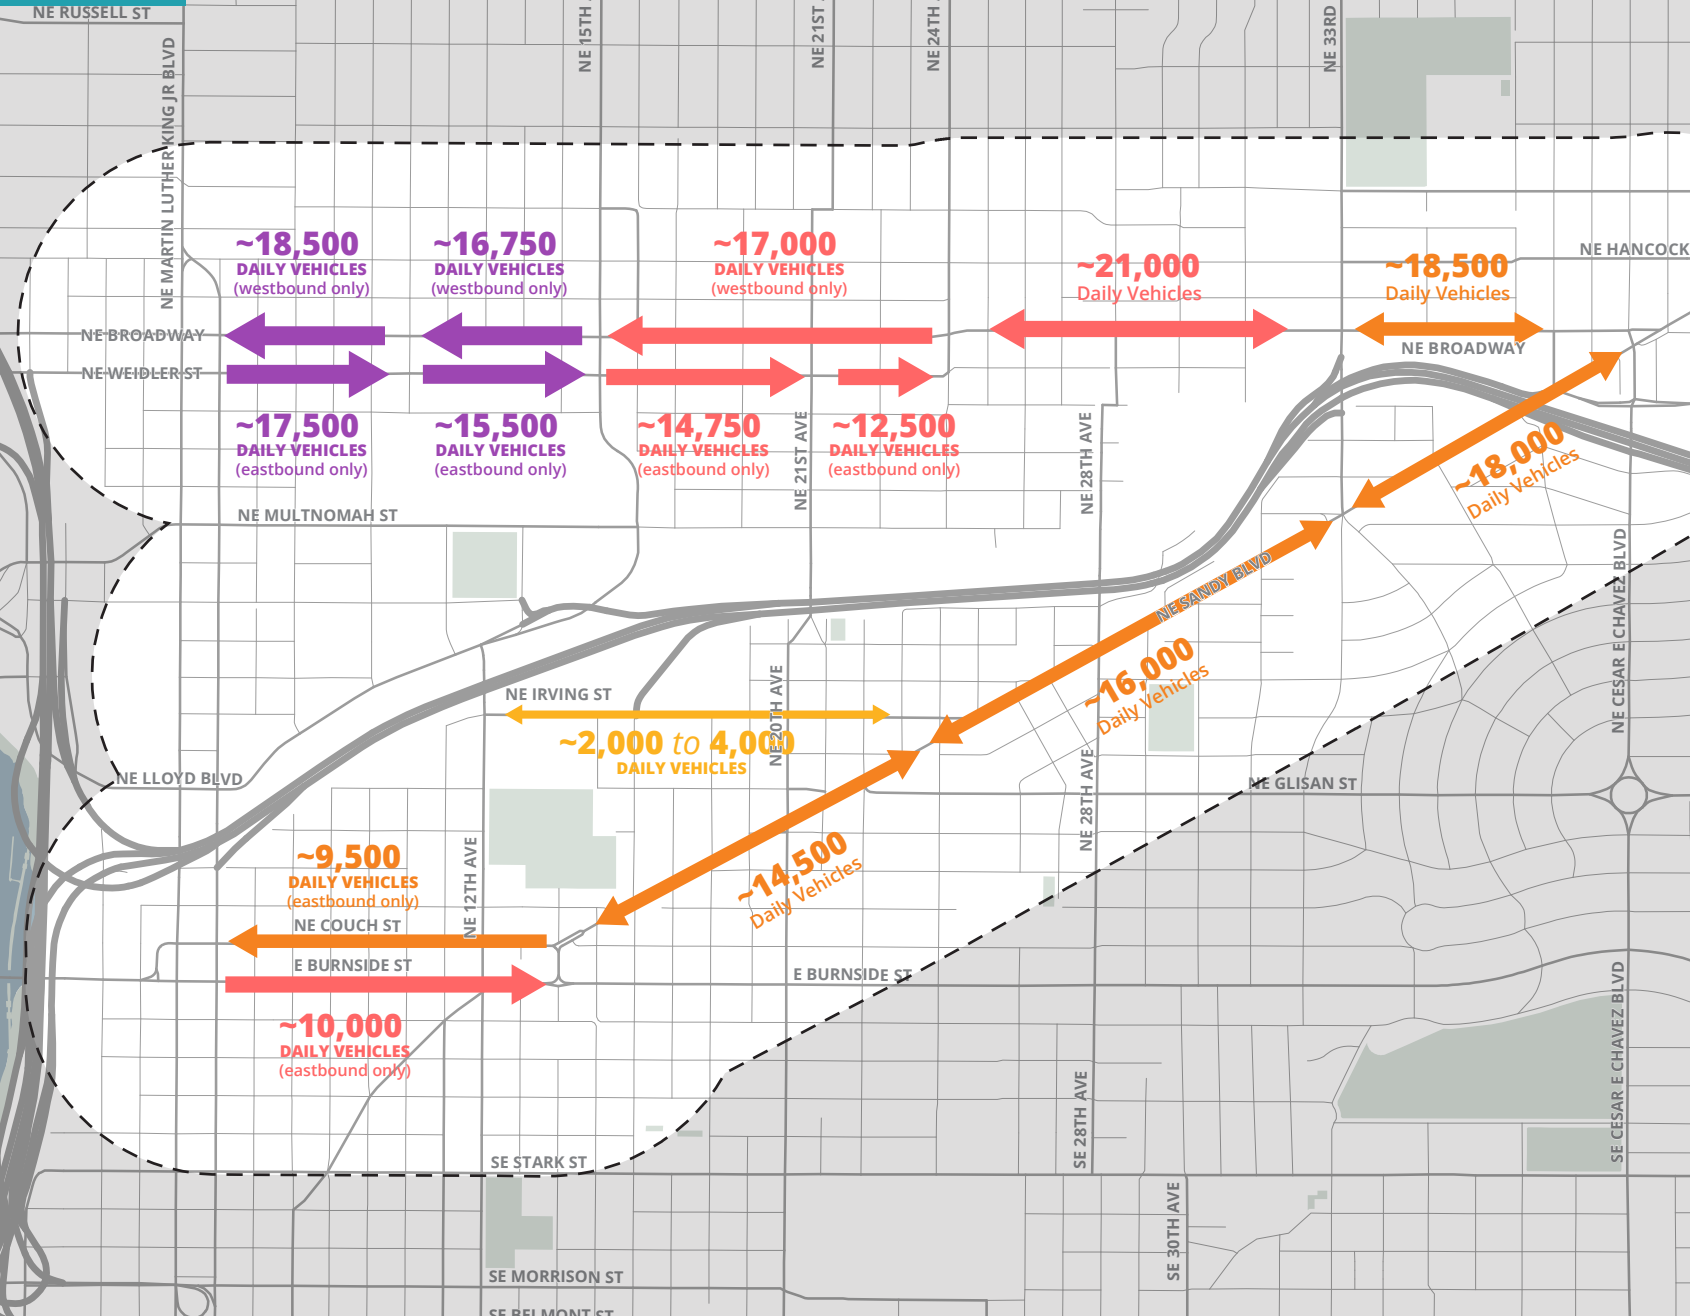 NE RUSSELL ST
NE MARTIN LUTHER KING JR BLVD
NE 15TH
NE 21ST
NE 24TH
NE 33RD
NE HANCOCK
~18,500
DAILY VEHICLES
(westbound only)
~16,750
DAILY VEHICLES
(westbound only)
~17,000
DAILY VEHICLES
(westbound only)
~21,000
Daily Vehicles
~18,500
Daily Vehicles
NE BROADWAY
NE BROADWAY
NE WEIDLER ST
~17,500
DAILY VEHICLES
(eastbound only)
~15,500
DAILY VEHICLES
(eastbound only)
~14,750
DAILY VEHICLES
(eastbound only)
~12,500
DAILY VEHICLES
(eastbound only)
NE 21ST AVE
NE 28TH AVE
~18,000
Daily Vehicles
NE MULTNOMAH ST
NE SANDY BLVD
NE CESAR E CHAVEZ BLVD
~16,000
Daily Vehicles
NE IRVING ST
NE 20TH AVE
~2,000 to 4,000
DAILY VEHICLES
NE LLOYD BLVD
NE 28TH AVE
NE GLISAN ST
~14,500
Daily Vehicles
NE 12TH AVE
~9,500
DAILY VEHICLES
(eastbound only)
NE COUCH ST
E BURNSIDE ST
E BURNSIDE ST
~10,000
DAILY VEHICLES
(eastbound only)
SE CESAR E CHAVEZ BLVD
SE 28TH AVE
SE STARK ST
SE 30TH AVE
SE MORRISON ST
SE BELMONT ST